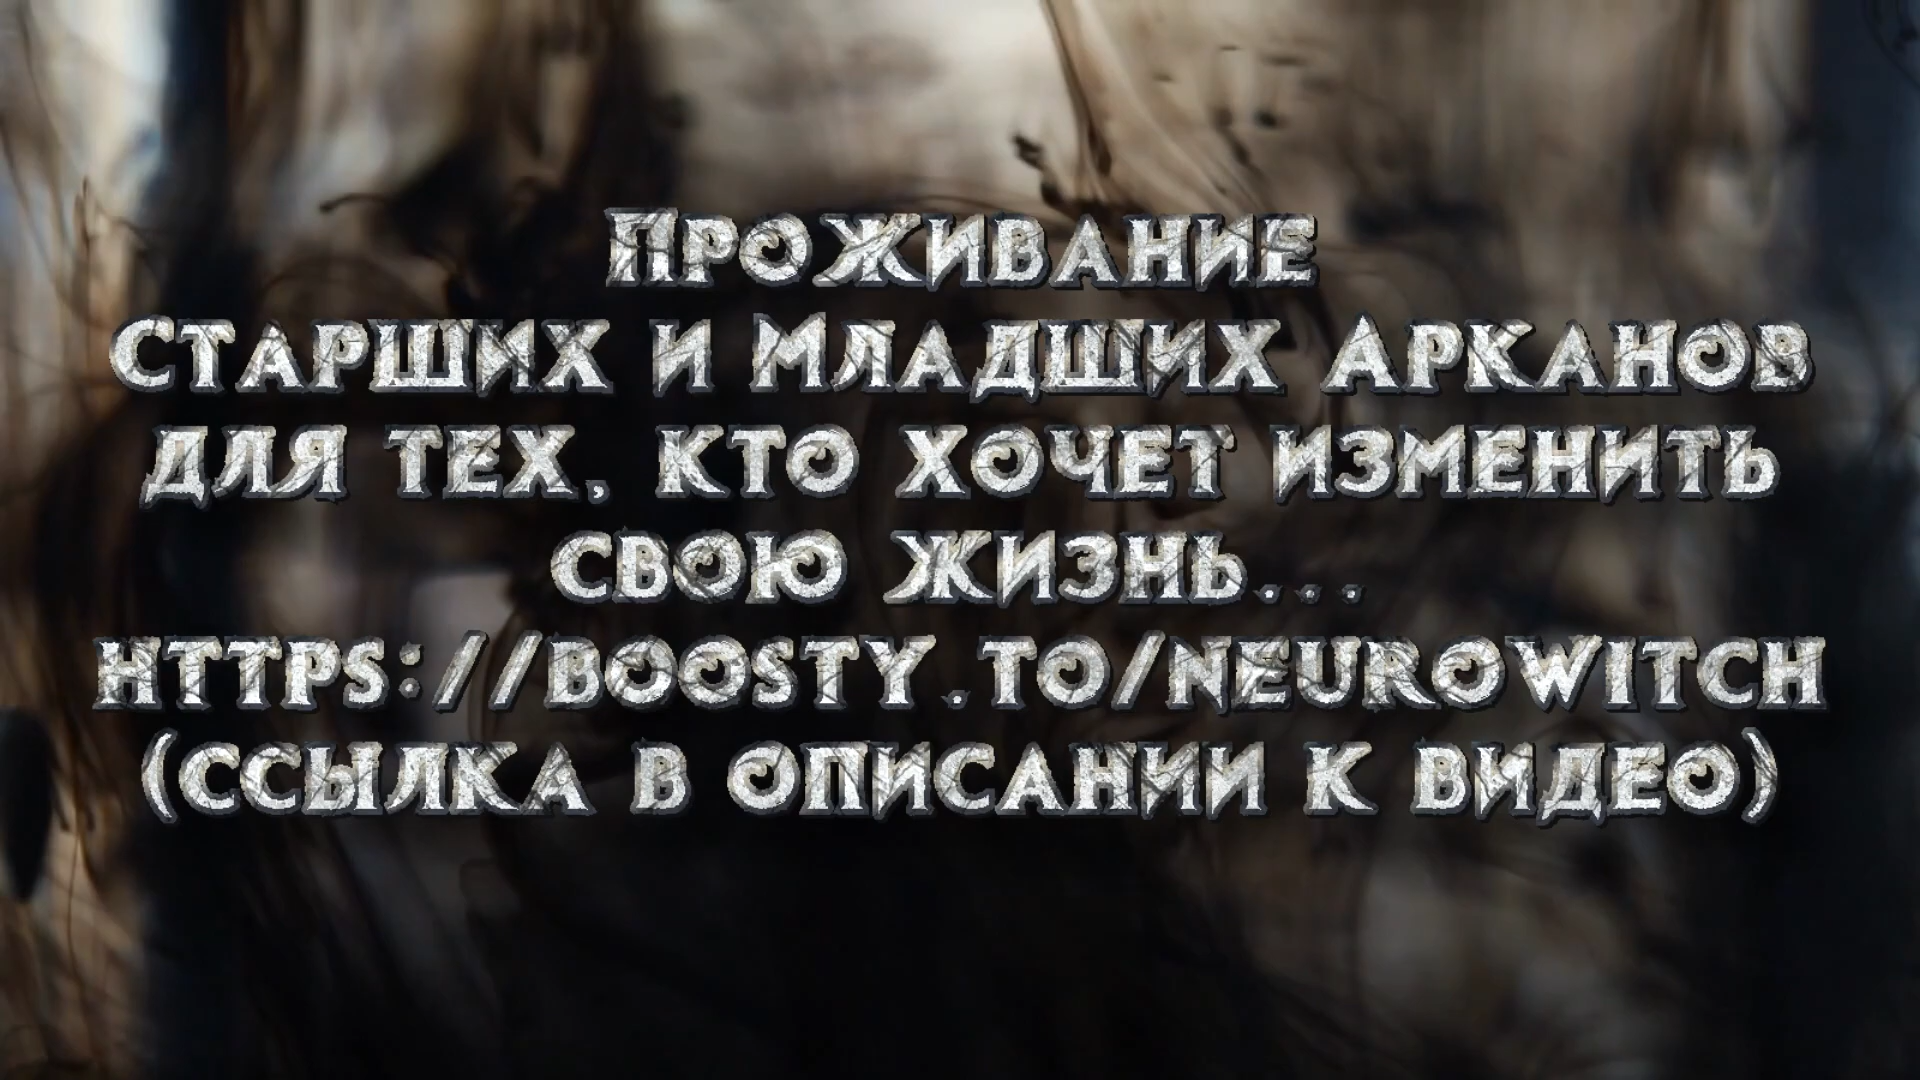 Проживание
Старших и Младших Арканов
для тех, кто хочет изменить
свою жизнь...
https://boosty.to/neurowitch
(ссылка в описании к видео)